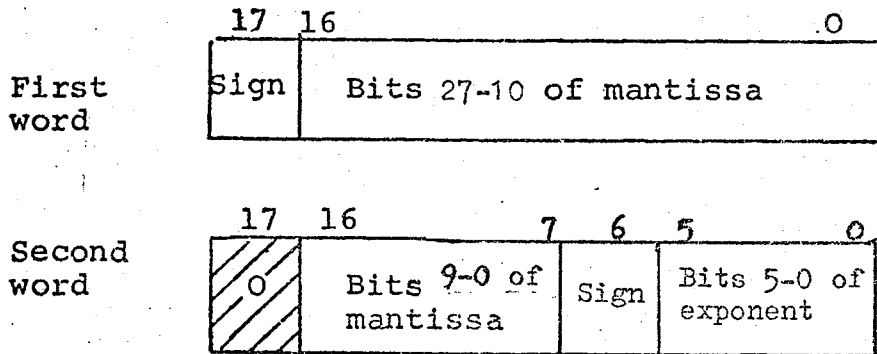 17 16 0
First
word
Sign
Bits 27-10 of mantissa
17 16 7 6 5 0
Second
word
0
Bits 9-0 of
mantissa
Sign
Bits 5-0 of
exponent